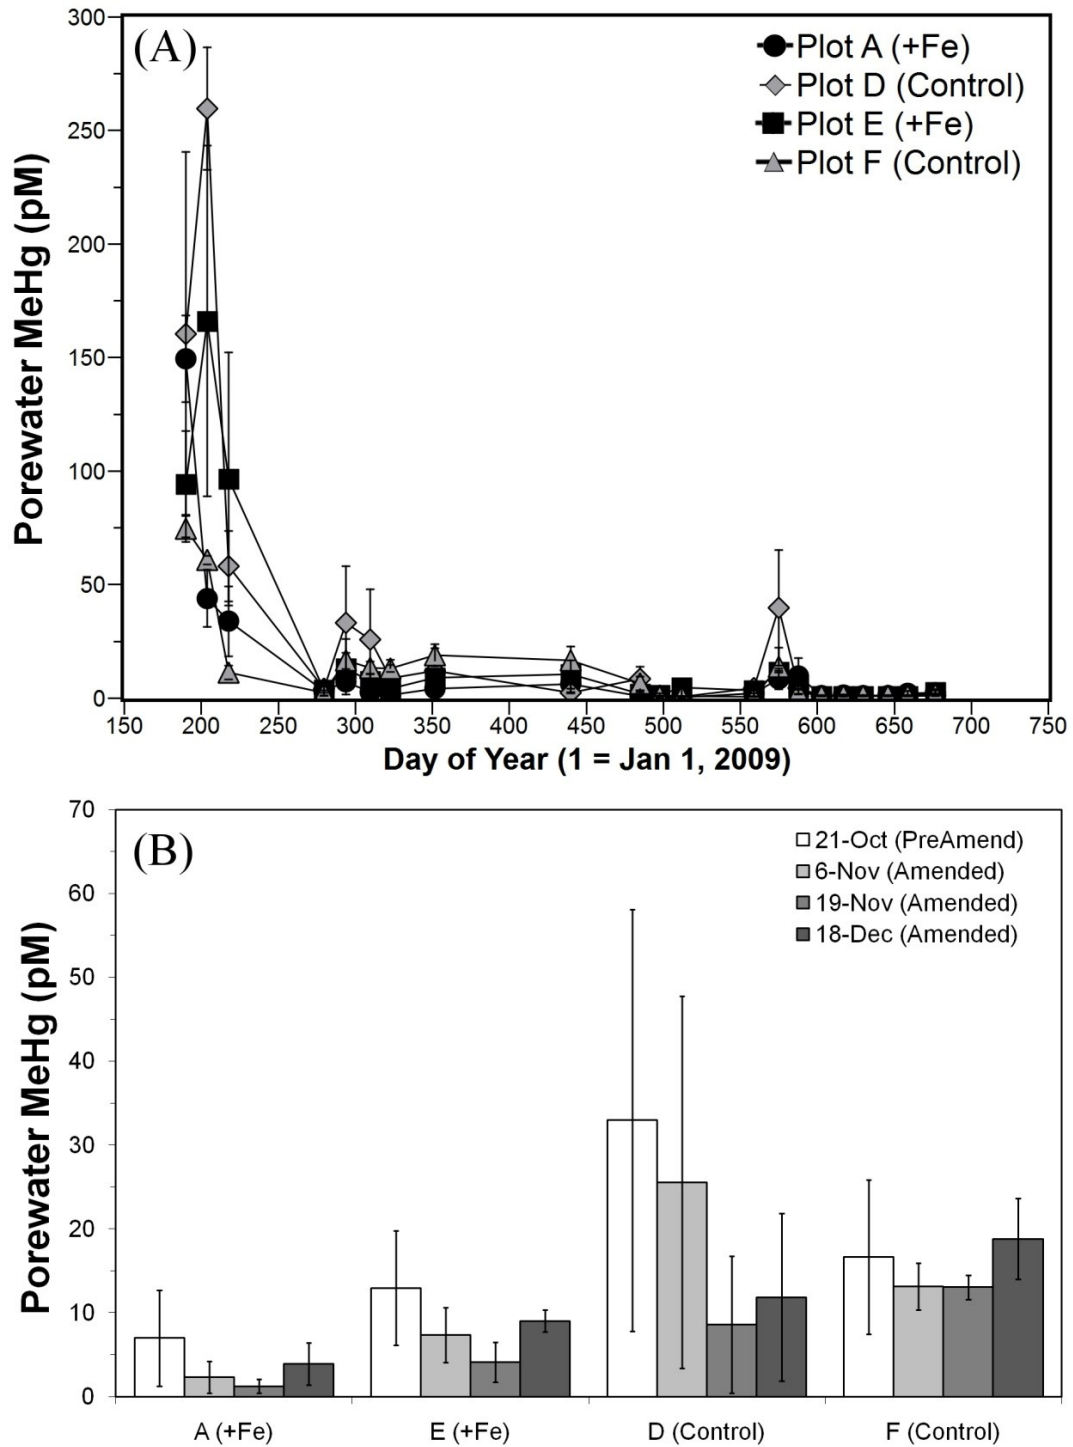 (A)
Plot A (+Fe)
Plot D (Control)
Plot E (+Fe)
Plot F (Control)
Porewater MeHg (pM)
300
250
200
150
100
50
0
150 200 250 300 350 400 450 500 550 600 650 700 750
Day of Year (1 = Jan 1, 2009)
(B)
21-Oct (PreAmend)
6-Nov (Amended)
19-Nov (Amended)
18-Dec (Amended)
Porewater MeHg (pM)
70
60
50
40
30
20
10
0
A (+Fe) E (+Fe) D (Control) F (Control)